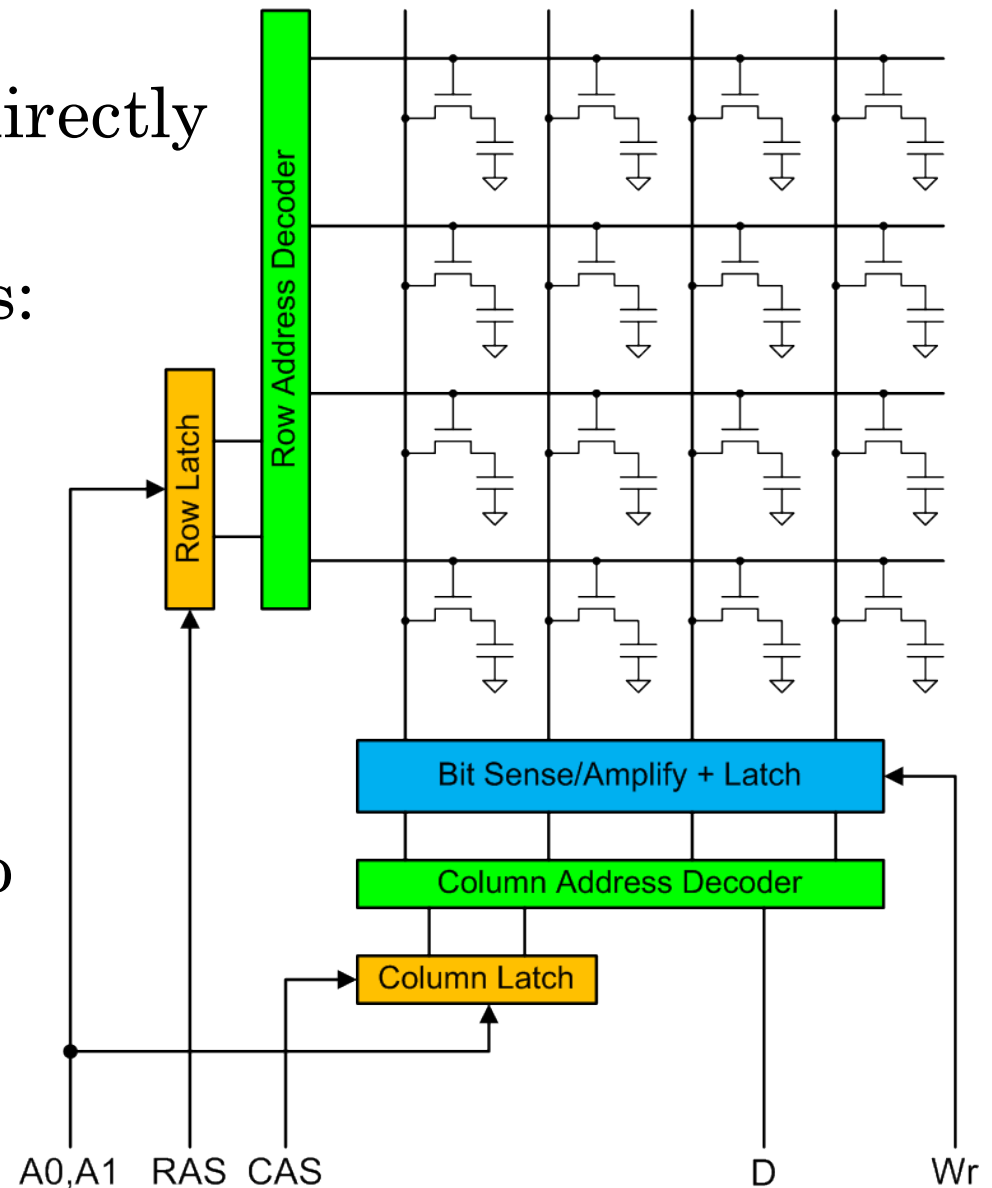 directly
s:
o
Row Address Decoder
Row Latch
Bit Sense/Amplify + Latch
Column Address Decoder
Column Latch
A0,A1 RAS CAS D Wr